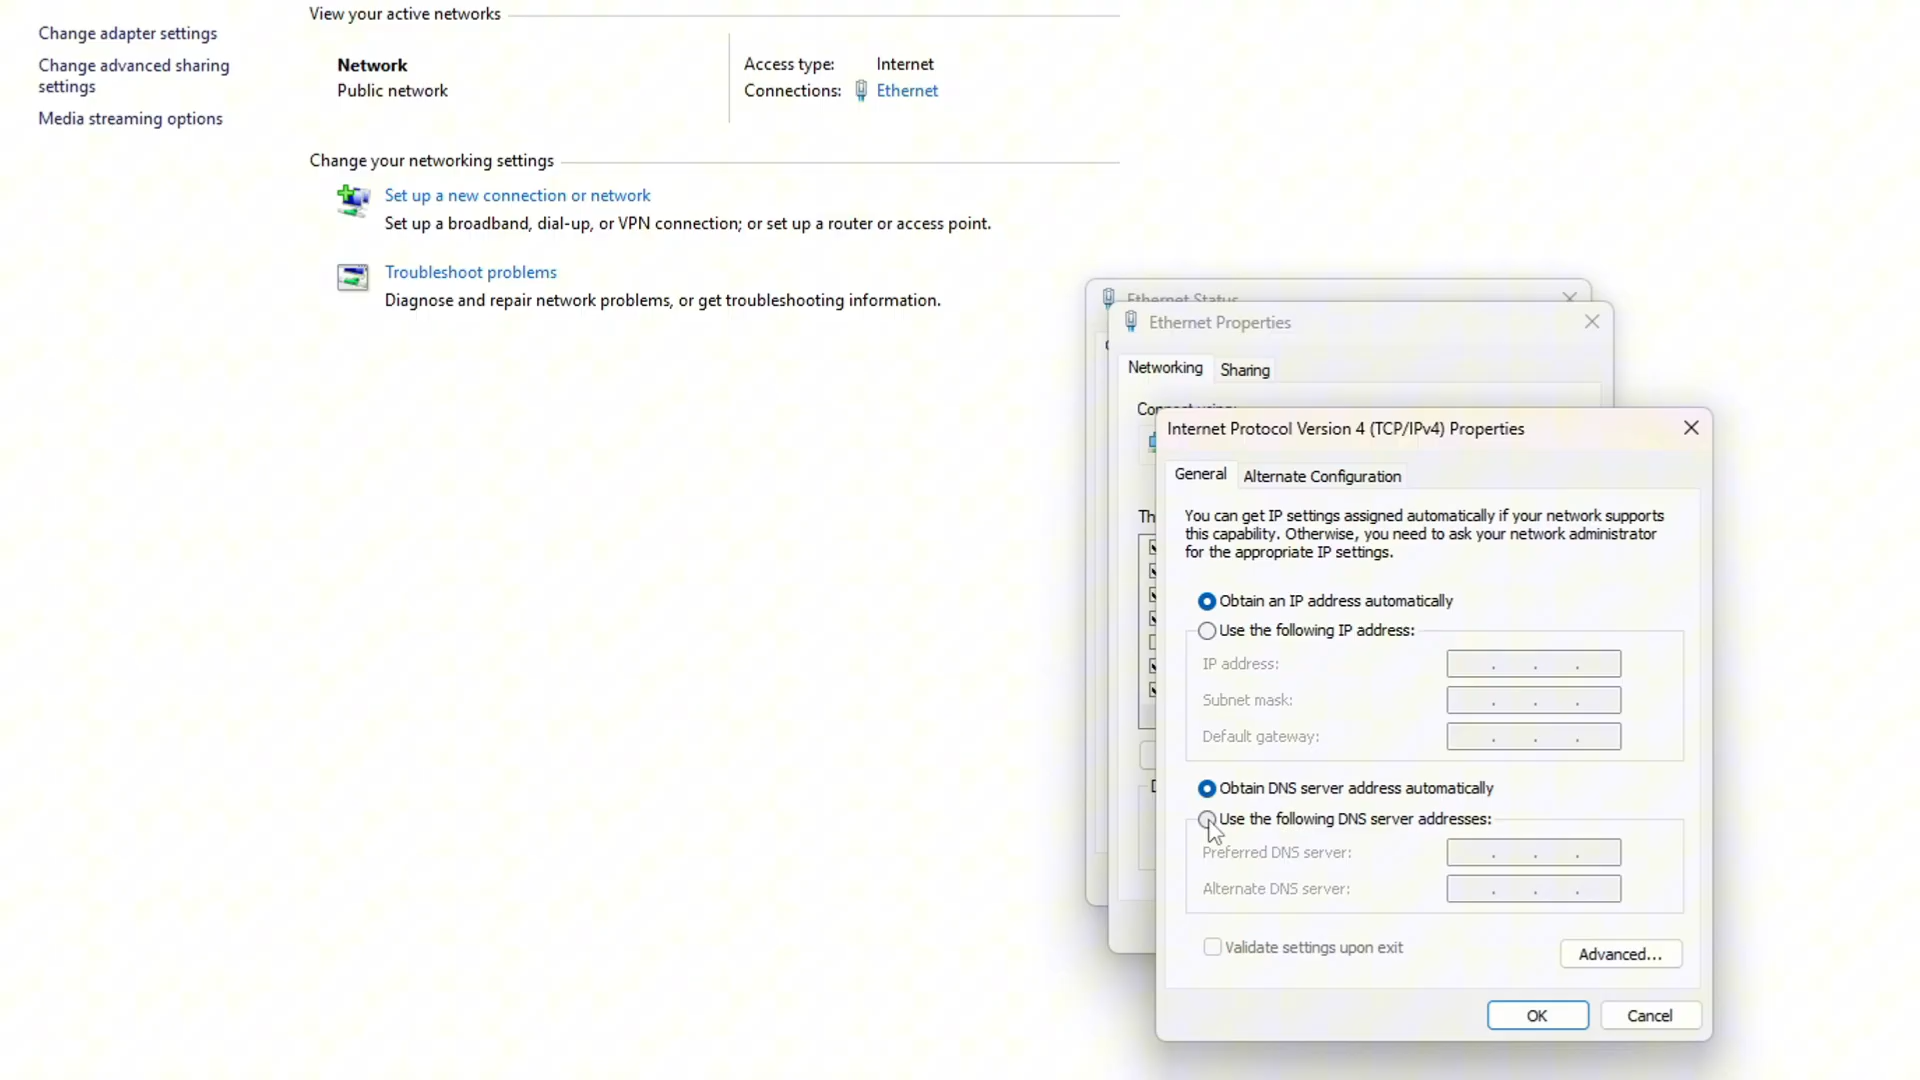 Change adapter settings
Change advanced sharing
settings
Media streaming options
View your active networks
Network
Public network
Access type: Internet
Connections: Ethernet
Change your networking settings
Set up a new connection or network
Set up a broadband, dial-up, or VPN connection; or set up a router or access point.
Troubleshoot problems
Diagnose and repair network problems, or get troubleshooting information.
Ethernet Status
Ethernet Properties
Networking Sharing
Connect using:
Internet Protocol Version 4 (TCP/IPv4) Properties
General Alternate Configuration
You can get IP settings assigned automatically if your network supports
this capability. Otherwise, you need to ask your network administrator
for the appropriate IP settings.
Obtain an IP address automatically
Use the following IP address:
IP address:
Subnet mask:
Default gateway:
Obtain DNS server address automatically
Use the following DNS server addresses:
Preferred DNS server:
Alternate DNS server:
Validate settings upon exit
Advanced...
OK Cancel